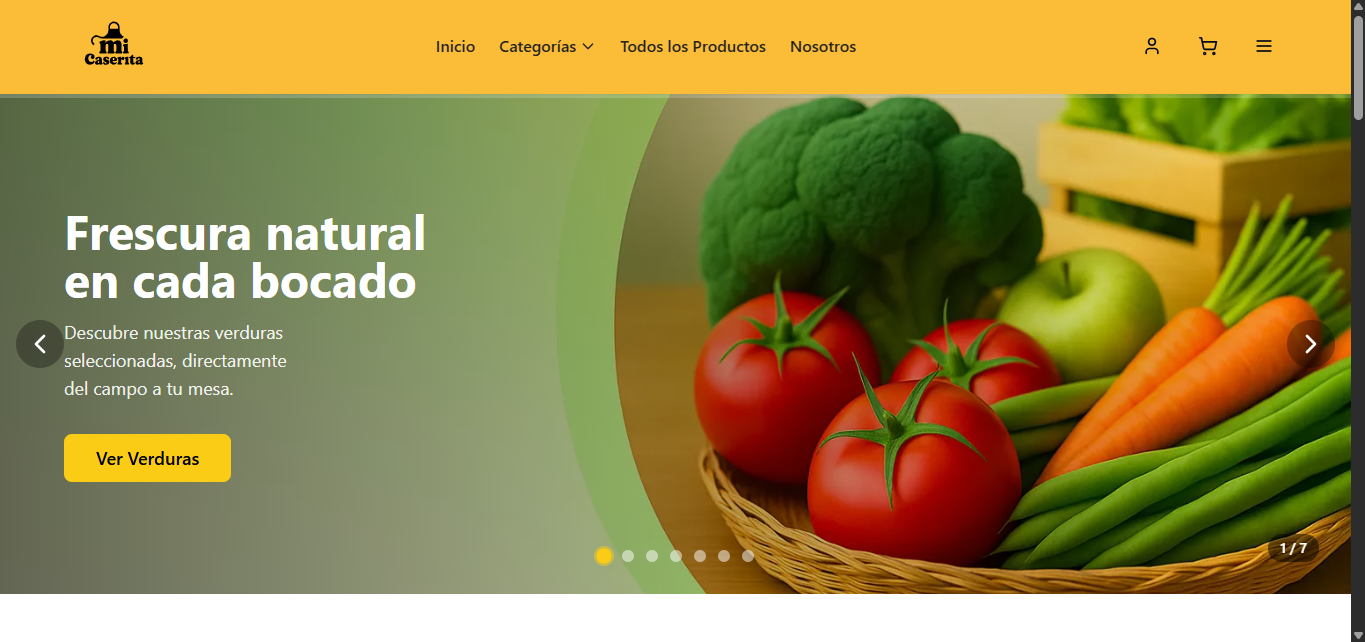 mi
Caserita
Inicio
Categorías
Todos los Productos
Nosotros
Frescura natural
en cada bocado
Descubre nuestras verduras
seleccionadas, directamente
del campo a tu mesa.
Ver Verduras
1 / 7